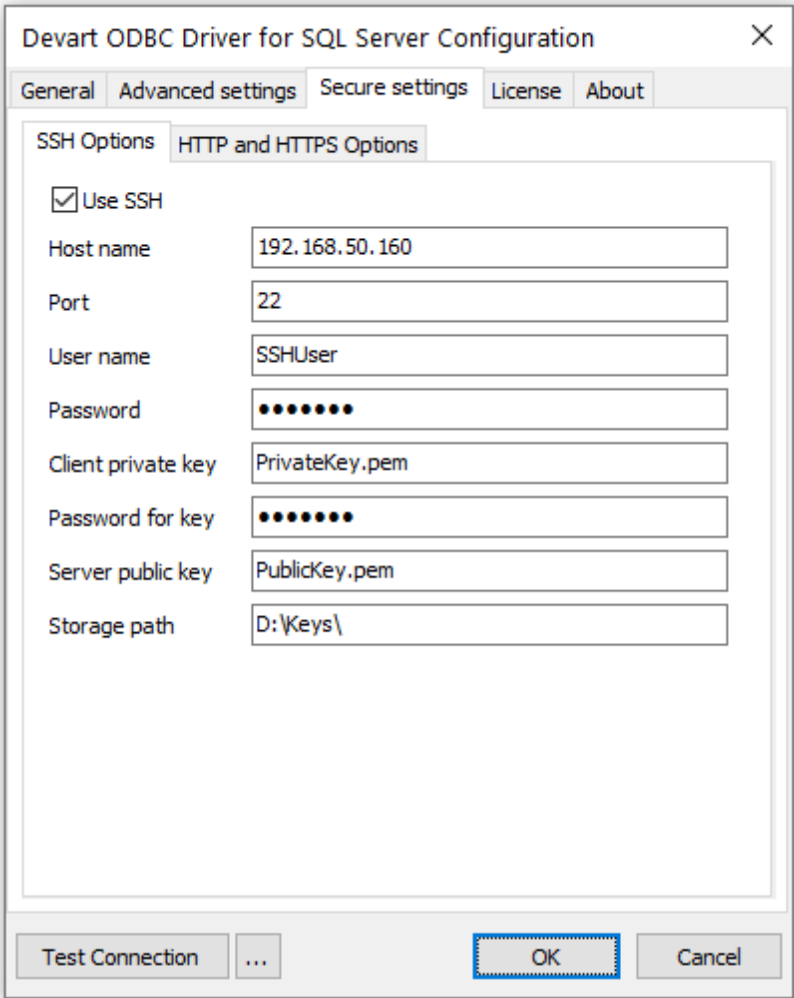 Devart ODBC Driver for SQL Server Configuration
General Advanced settings Secure settings License About
SSH Options HTTP and HTTPS Options
Use SSH
Host name 192.168.50.160
Port 22
User name SSHUser
Password •••••••
Client private key PrivateKey.pem
Password for key •••••••
Server public key PublicKey.pem
Storage path D:\Keys\
Test Connection ... OK Cancel